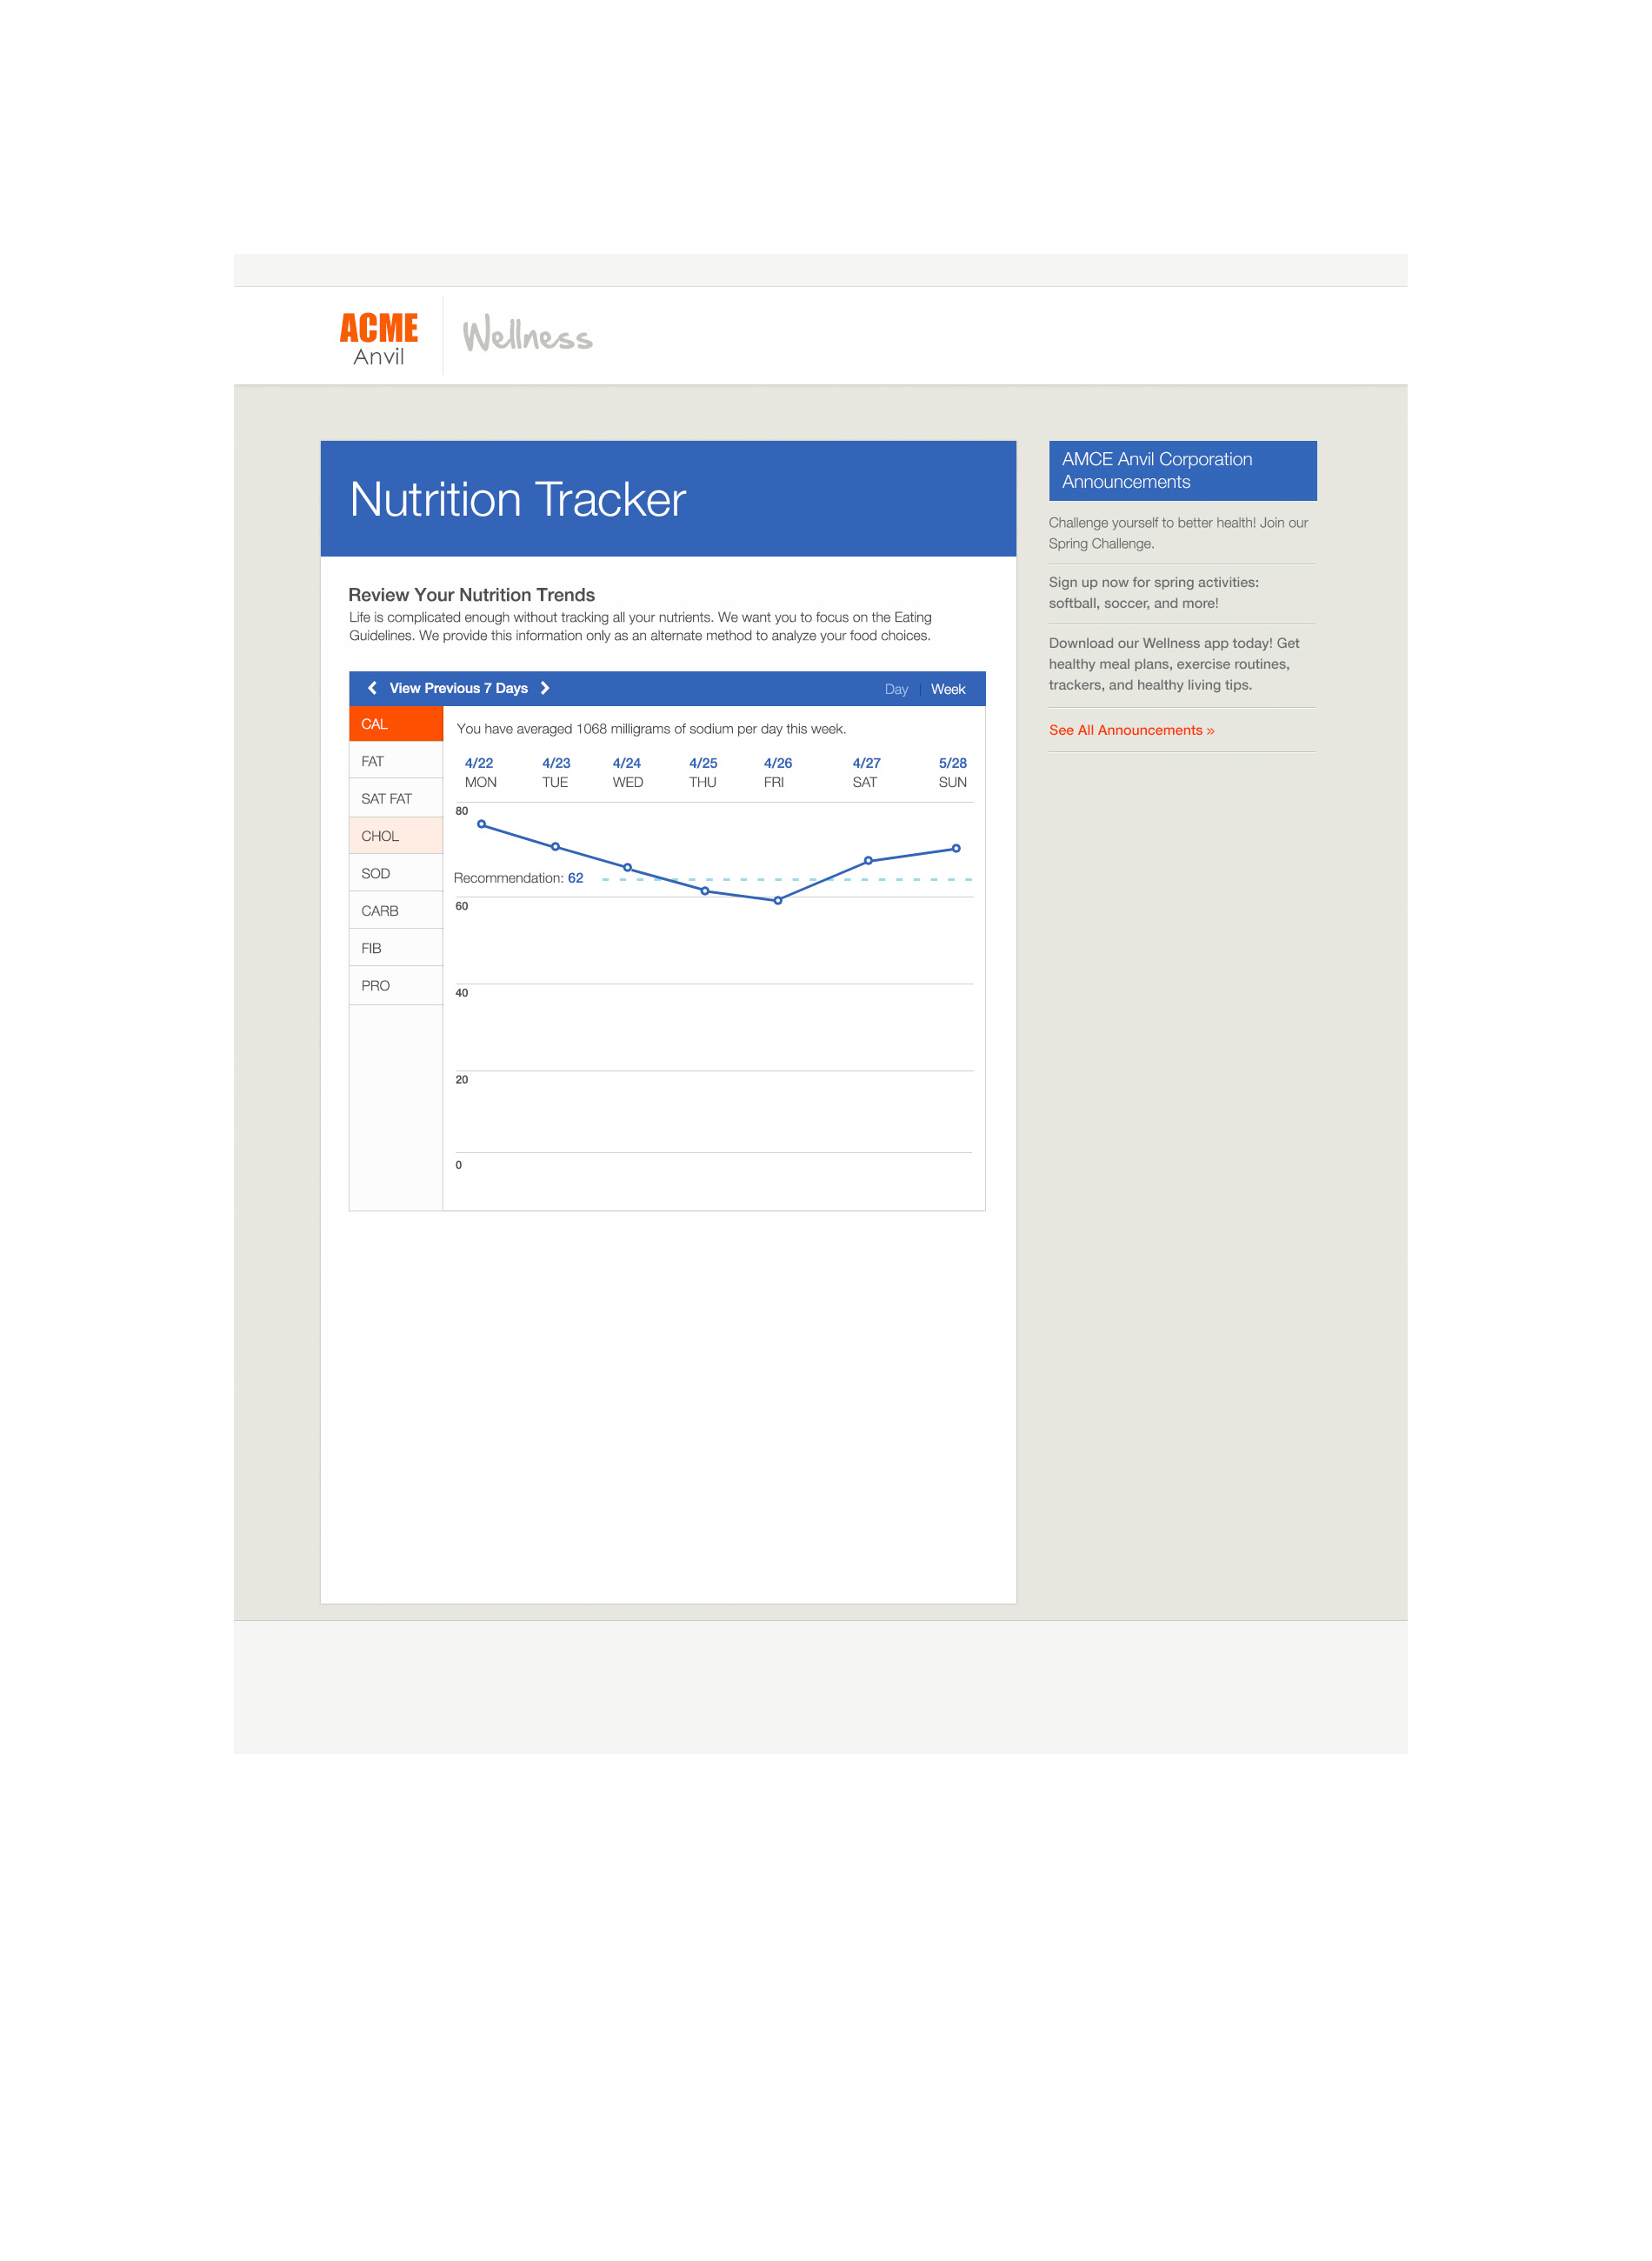 ACME
Anvil
Wellness
Nutrition Tracker
Review Your Nutrition Trends
Life is complicated enough without tracking all your nutrients. We want you to focus on the Eating
Guidelines. We provide this information only as an alternate method to analyze your food choices.
View Previous 7 Days
Day | Week
CAL
FAT
SAT FAT
CHOL
SOD
CARB
FIB
PRO
You have averaged 1068 milligrams of sodium per day this week.
4/22 4/23 4/24 4/25 4/26 4/27 5/28
MON TUE WED THU FRI SAT SUN
80
Recommendation: 62
60
40
20
0
AMCE Anvil Corporation
Announcements
Challenge yourself to better health! Join our
Spring Challenge.
Sign up now for spring activities:
softball, soccer, and more!
Download our Wellness app today! Get
healthy meal plans, exercise routines,
trackers, and healthy living tips.
See All Announcements »